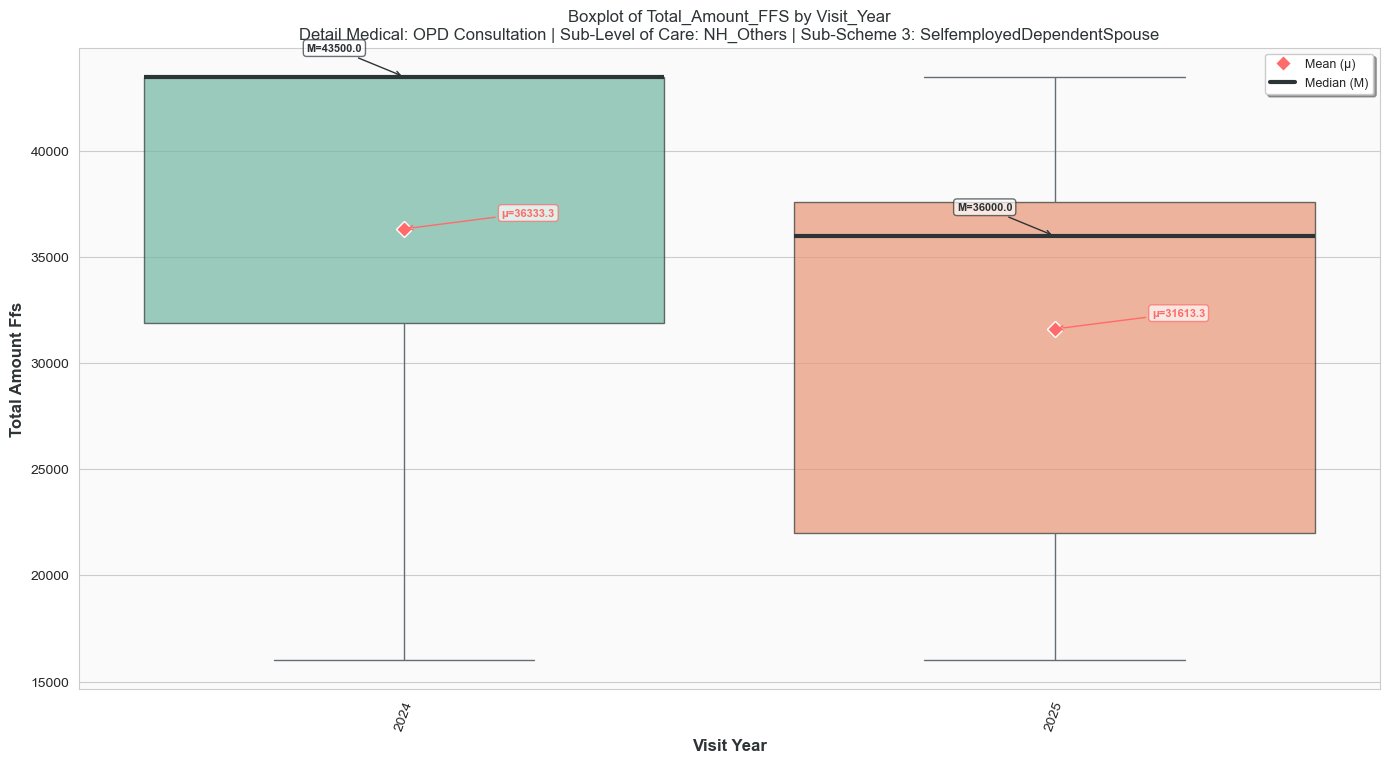 Boxplot of Total_Amount_FFS by Visit_Year
Detail Medical: OPD Consultation | Sub-Level of Care: NH_Others | Sub-Scheme 3: SelfemployedDependentSpouse
M=43500.0
Mean (μ)
Median (M)
40000
μ=36333.3
M=36000.0
35000
μ=31613.3
30000
25000
20000
15000
Total Amount Ffs
2024
2025
Visit Year